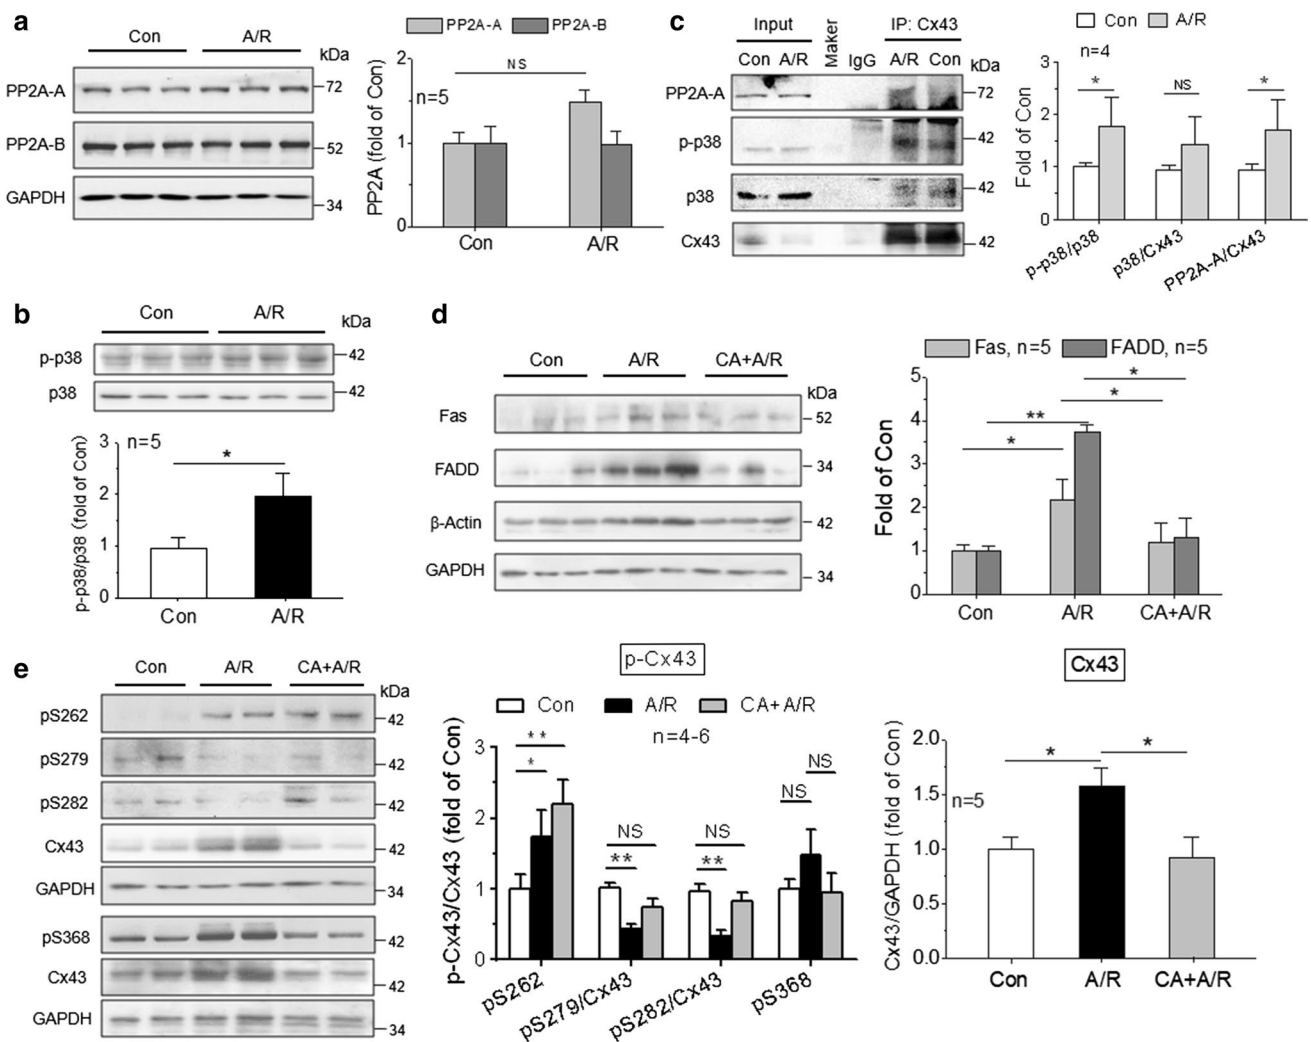 a
Con A/R
kDa
PP2A-A
72
PP2A-B
52
GAPDH
34
PP2A-A PP2A-B
PP2A (fold of Con)
2
1
0
NS
n=5
Con A/R
c
Input Maker IgG IP: Cx43
Con A/R A/R Con kDa
PP2A-A
72
p-p38
42
p38
42
Cx43
42
Con A/R
n=4
Fold of Con
3
2
1
0
* NS *
p-p38/p38 p38/Cx43 PP2A-A/Cx43
b
Con A/R
kDa
p-p38
42
p38
42
p-p38/p38 (fold of Con)
3
2
1
0
n=5
*
Con A/R
d
Con A/R CA+A/R
kDa
Fas
52
FADD
34
β-Actin
42
GAPDH
34
Fas, n=5 FADD, n=5
Fold of Con
5
4
3
2
1
0
*
*
**
*
Con A/R CA+A/R
e
Con A/R CA+A/R
kDa
pS262
42
pS279
42
pS282
42
Cx43
42
GAPDH
34
pS368
42
Cx43
42
GAPDH
34
p-Cx43
Con A/R CA+A/R
n=4-6
p-Cx43/Cx43 (fold of Con)
3
2
1
0
**
*
NS
**
NS
**
NS
NS
pS262 pS279/Cx43 pS282/Cx43 pS368
Cx43
Cx43/GAPDH (fold of Con)
2.0
1.5
1.0
0.5
0.0
n=5
* *
Con A/R CA+A/R